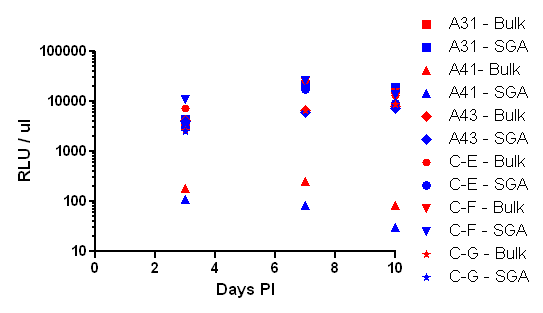 A31 - Bulk
A31 - SGA
A41- Bulk
A41 - SGA
A43 - Bulk
A43 - SGA
C-E - Bulk
C-E - SGA
C-F - Bulk
C-F - SGA
C-G - Bulk
C-G - SGA
RLU / ul
100000
10000
1000
100
10
0 2 4 6 8 10
Days PI